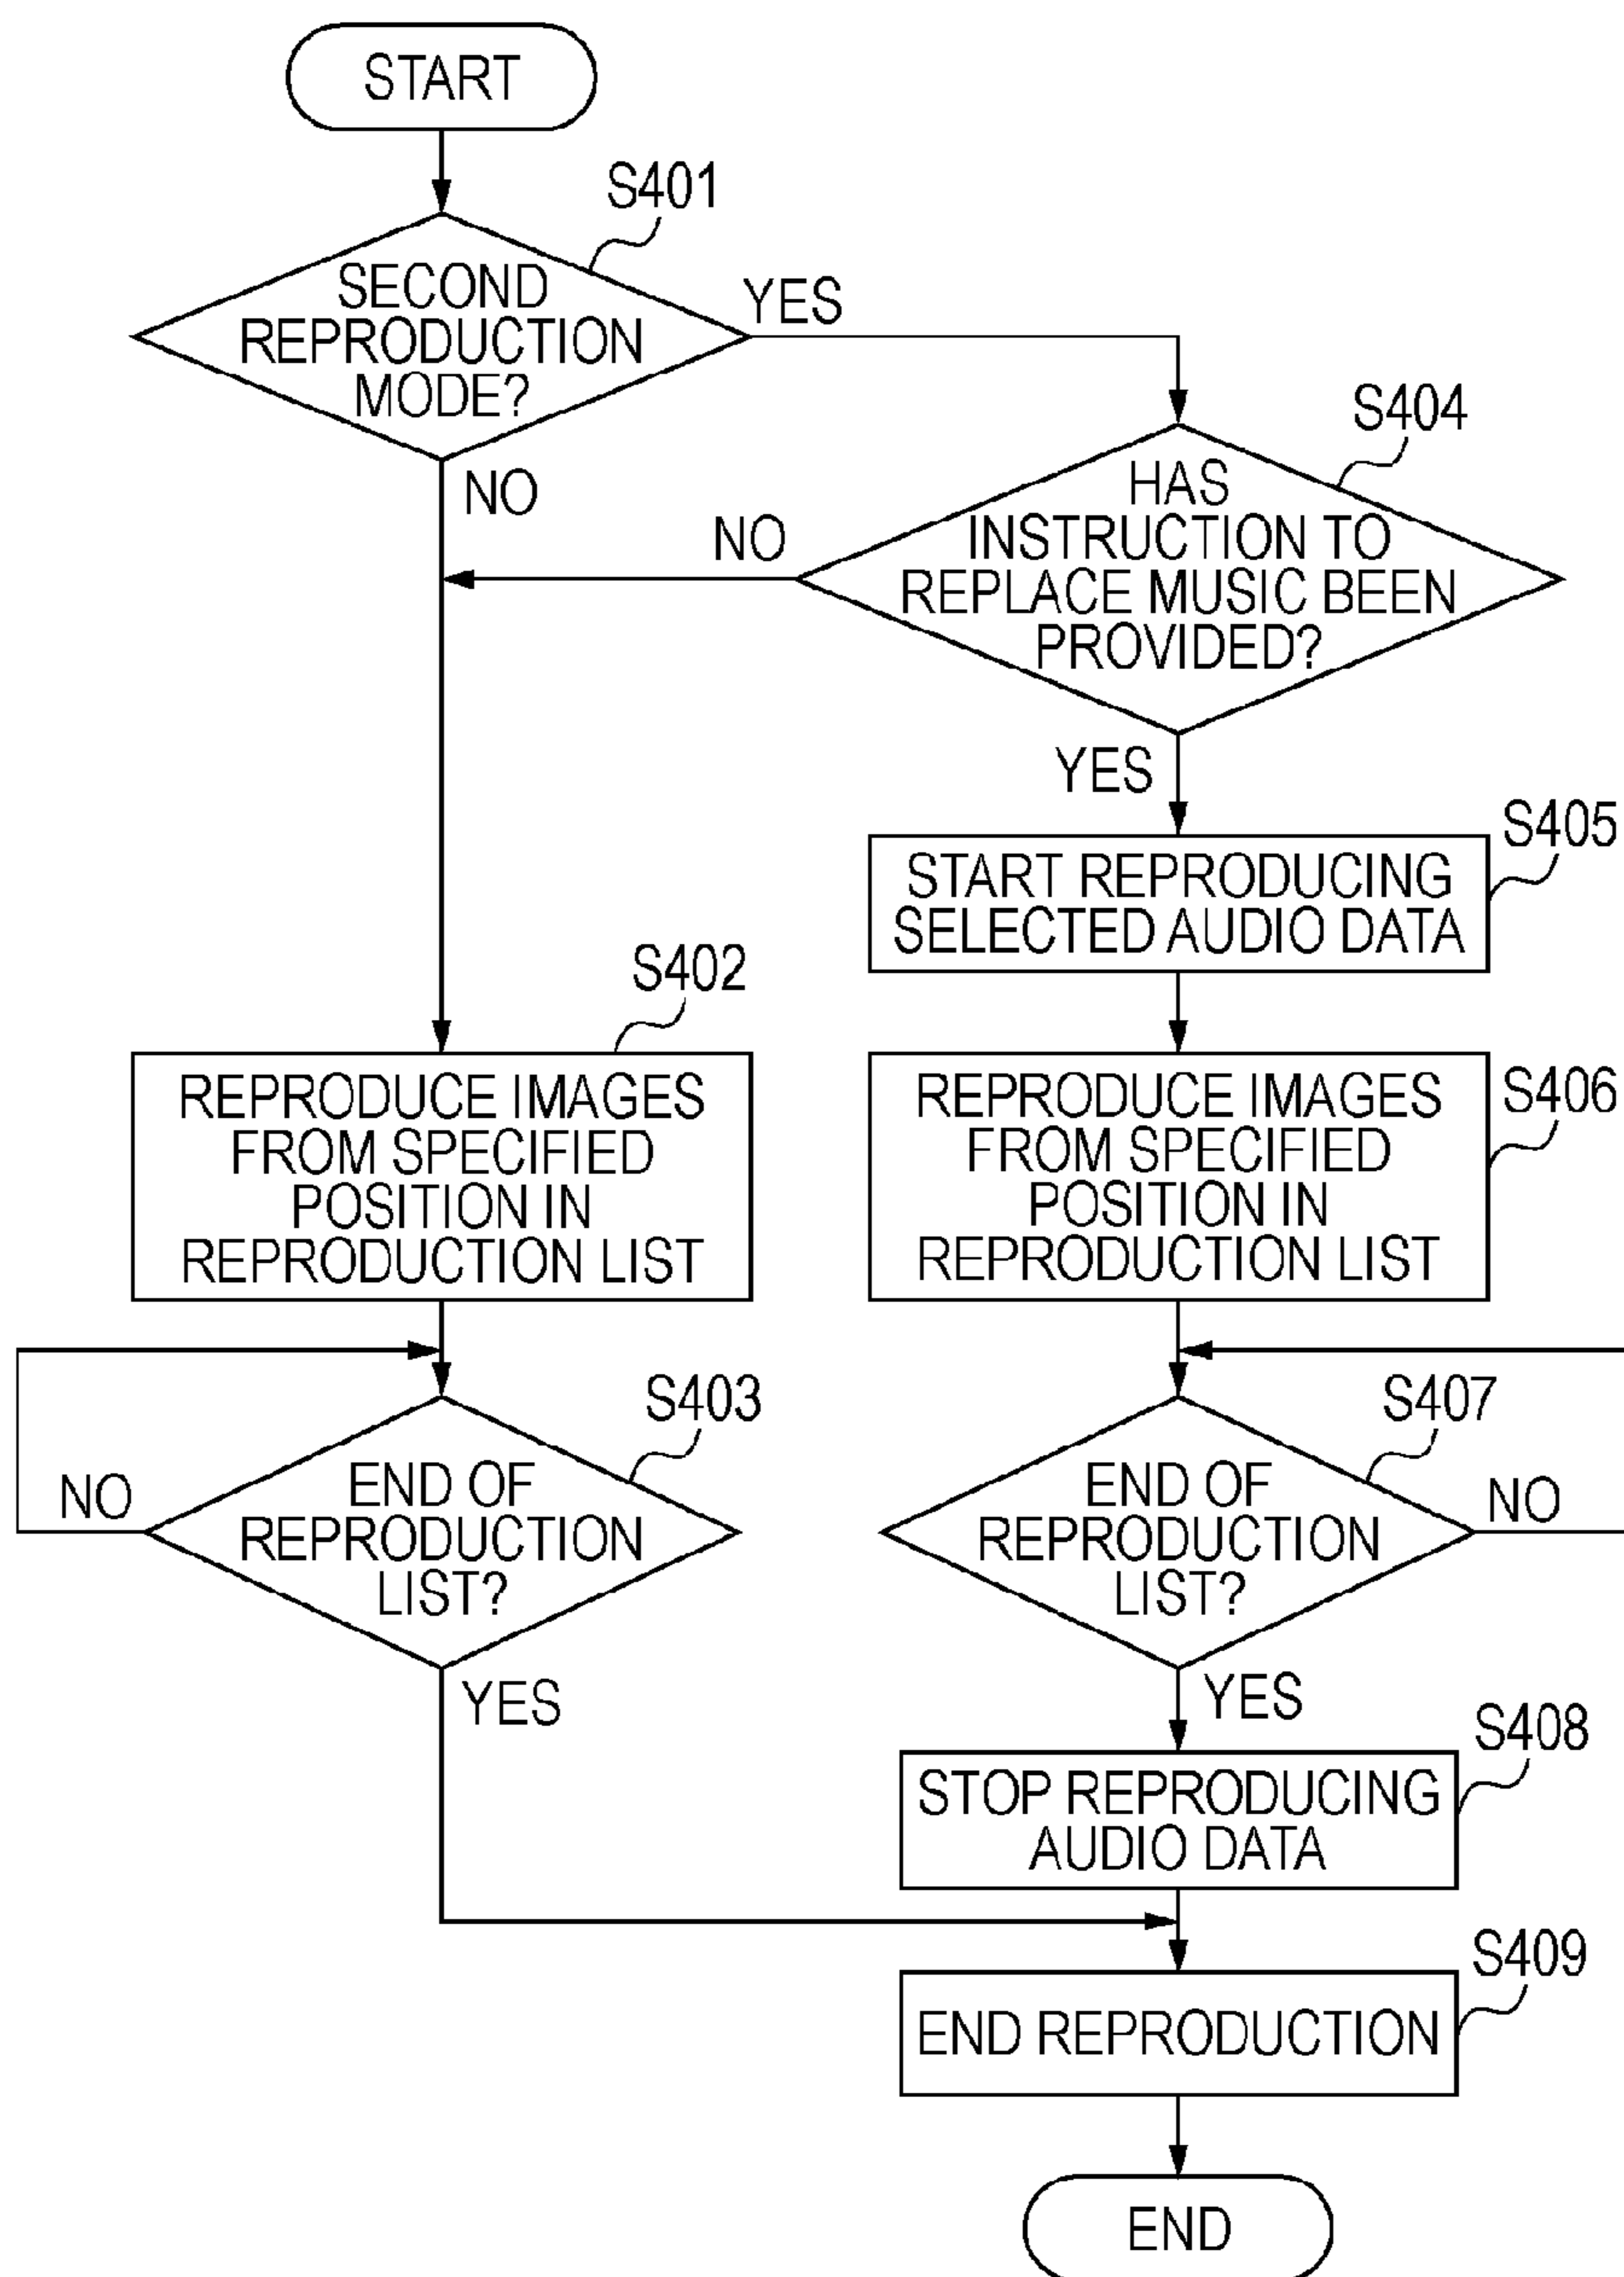 START
S401
SECOND
REPRODUCTION
MODE?
YES
NO
S404
HAS
INSTRUCTION TO
REPLACE MUSIC BEEN
PROVIDED?
NO
YES
S405
START REPRODUCING
SELECTED AUDIO DATA
S402
REPRODUCE IMAGES
FROM SPECIFIED
POSITION IN
REPRODUCTION LIST
S406
REPRODUCE IMAGES
FROM SPECIFIED
POSITION IN
REPRODUCTION LIST
S403
END OF
REPRODUCTION
LIST?
NO
YES
S407
END OF
REPRODUCTION
LIST?
NO
YES
S408
STOP REPRODUCING
AUDIO DATA
S409
END REPRODUCTION
END